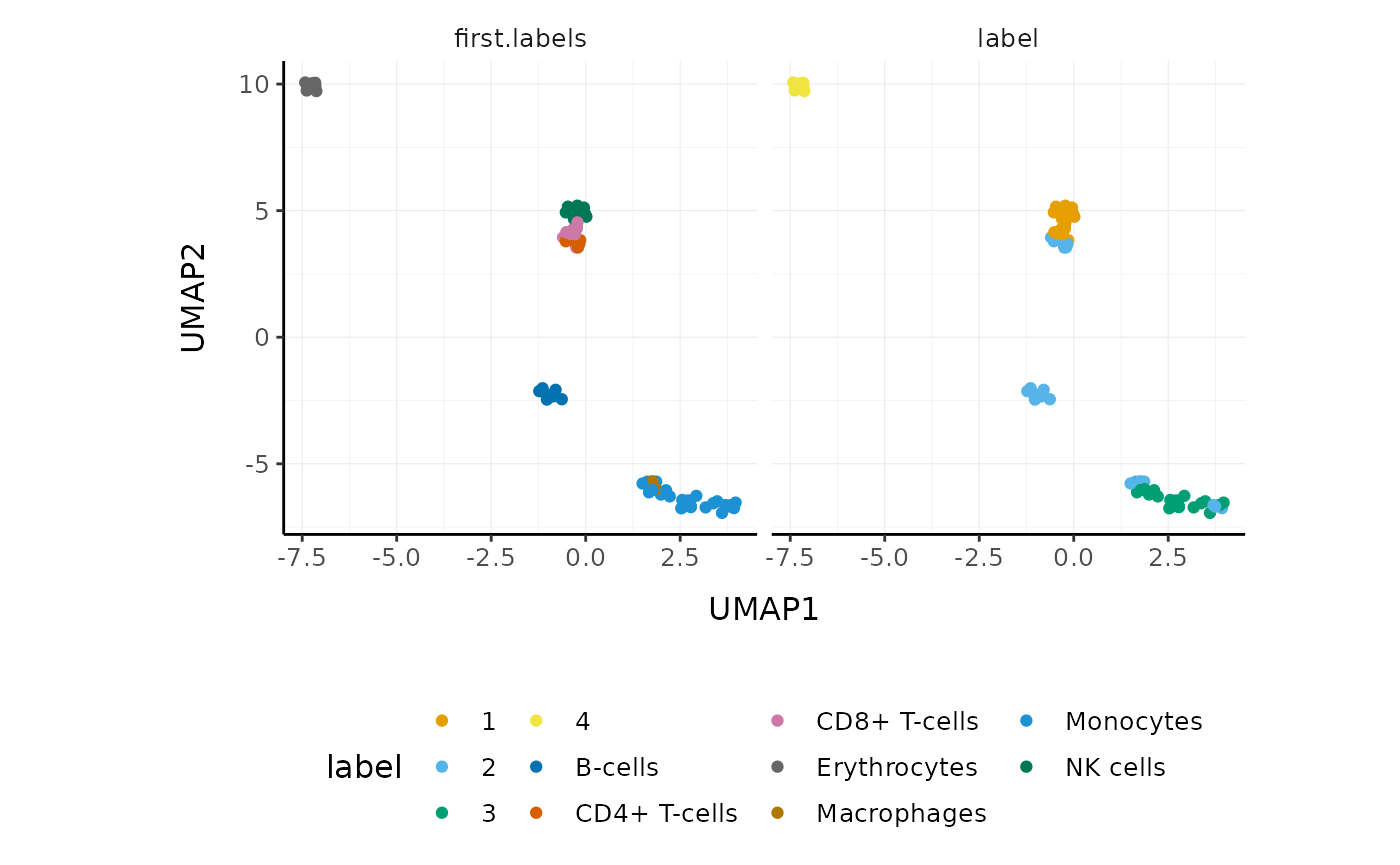 first.labels label
10
5
0
-5
UMAP2
-7.5 -5.0 -2.5 0.0 2.5 -7.5 -5.0 -2.5 0.0 2.5
UMAP1
label
1 4 CD8+ T-cells Monocytes
2 B-cells Erythrocytes NK cells
3 CD4+ T-cells Macrophages